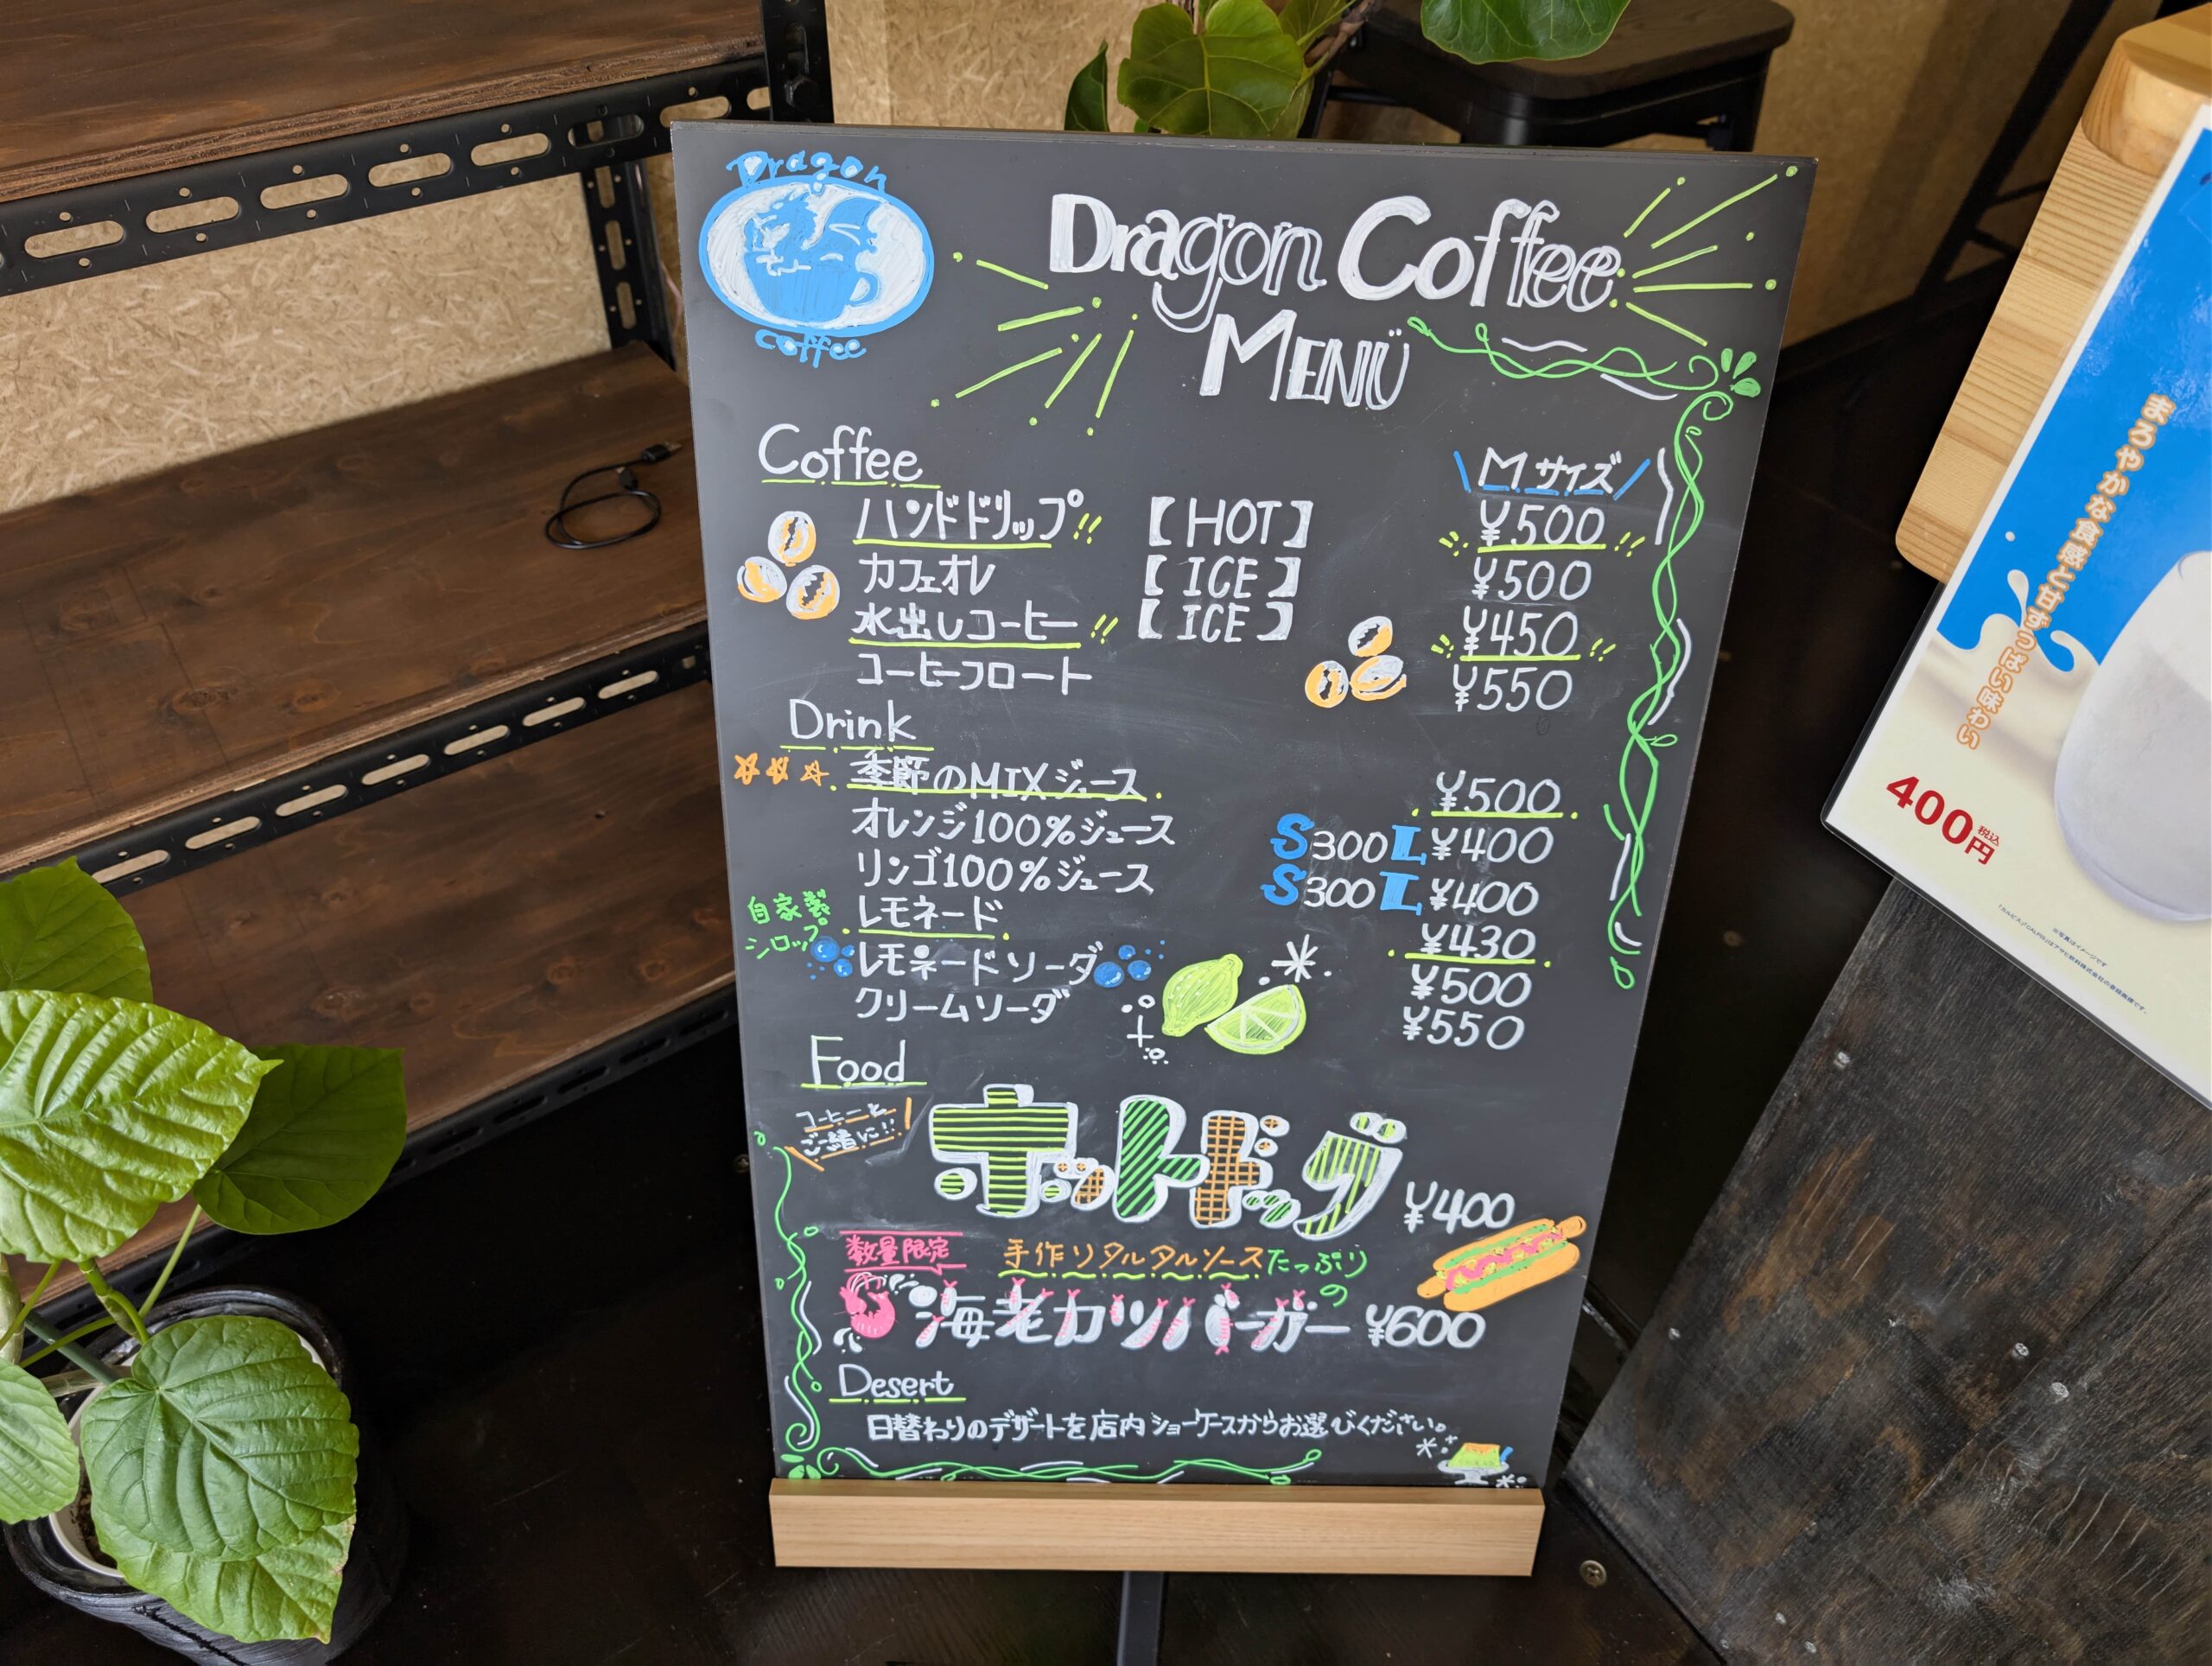 Dragon
coffee
Dragon Coffee
MENÜ
Coffee
Mサイズ
ハンドドリップ!! 【HOT】 ¥500
カフェオレ 【ICE】 ¥500
水出しコーヒー!! 【ICE】 ¥450
コーヒーフロート ¥550
Drink
季節のMIXジュース ¥500
オレンジ100%ジュース S300 L¥400
リンゴ100%ジュース S300 L¥400
自家製
シロップ
レモネード ¥430
レモネードソーダ ¥500
クリームソーダ ¥550
Food
コーヒーと
ご一緒に!!
ホットドッグ ¥400
数量限定 手作りタルタルソースたっぷり
の
海老カツバーガー ¥600
Desert
日替わりのデザートを店内ショーケースからお選びください。
まろやかな食感と甘ずっぱい味わい
400円
税込
※写真はイメージです